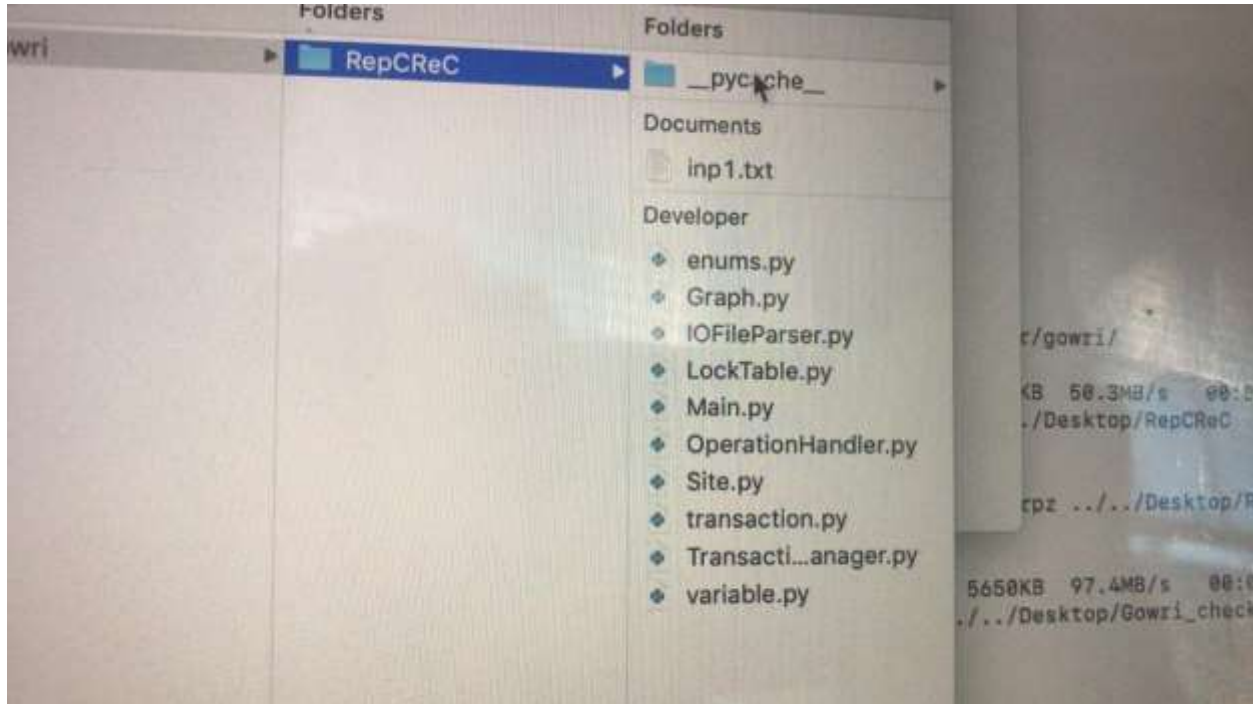 Folders
Folders
wri
RepCReC
__pycache__
Documents
inp1.txt
Developer
enums.py
Graph.py
IOFileParser.py
LockTable.py
Main.py
OperationHandler.py
Site.py
transaction.py
Transacti...anager.py
variable.py
r/gowri/
KB 50.3MB/s
./Desktop/RepCReC
rpz ../../Desktop/R
5650KB 97.4MB/s
./../Desktop/Gowri_check